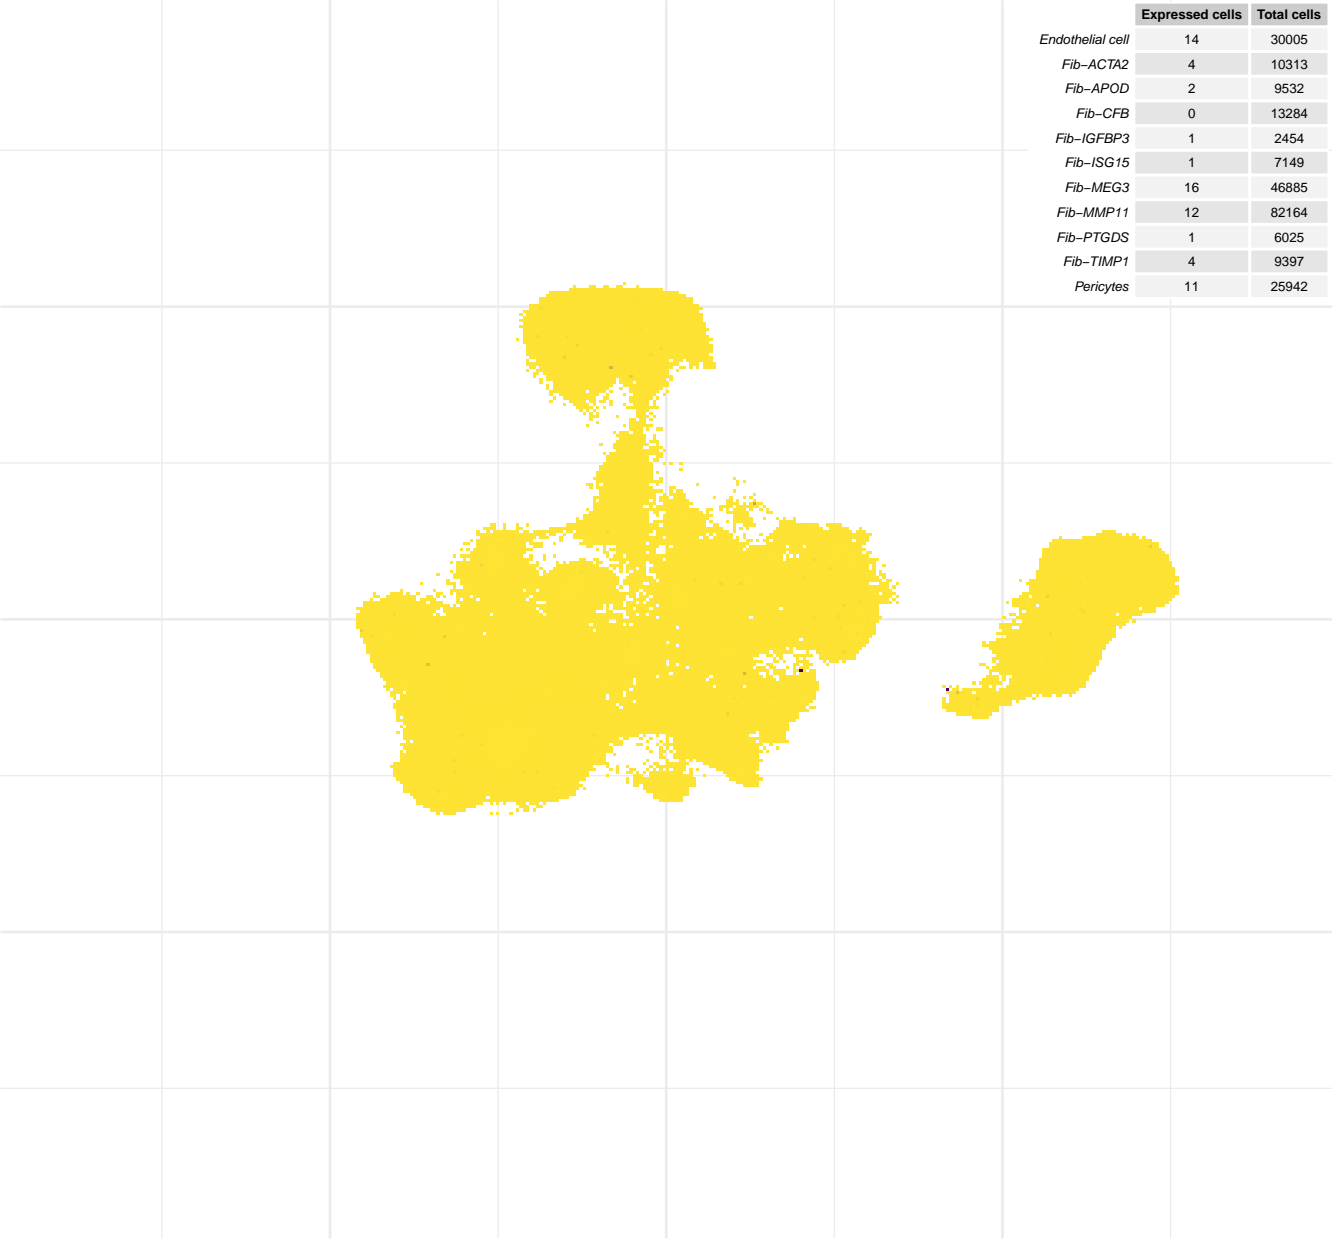 Expressed cells Total cells
Endothelial cell 14 30005
Fib−ACTA2 4 10313
Fib−APOD 2 9532
Fib−CFB 0 13284
Fib−IGFBP3 1 2454
Fib−ISG15 1 7149
Fib−MEG3 16 46885
Fib−MMP11 12 82164
Fib−PTGDS 1 6025
Fib−TIMP1 4 9397
Pericytes 11 25942